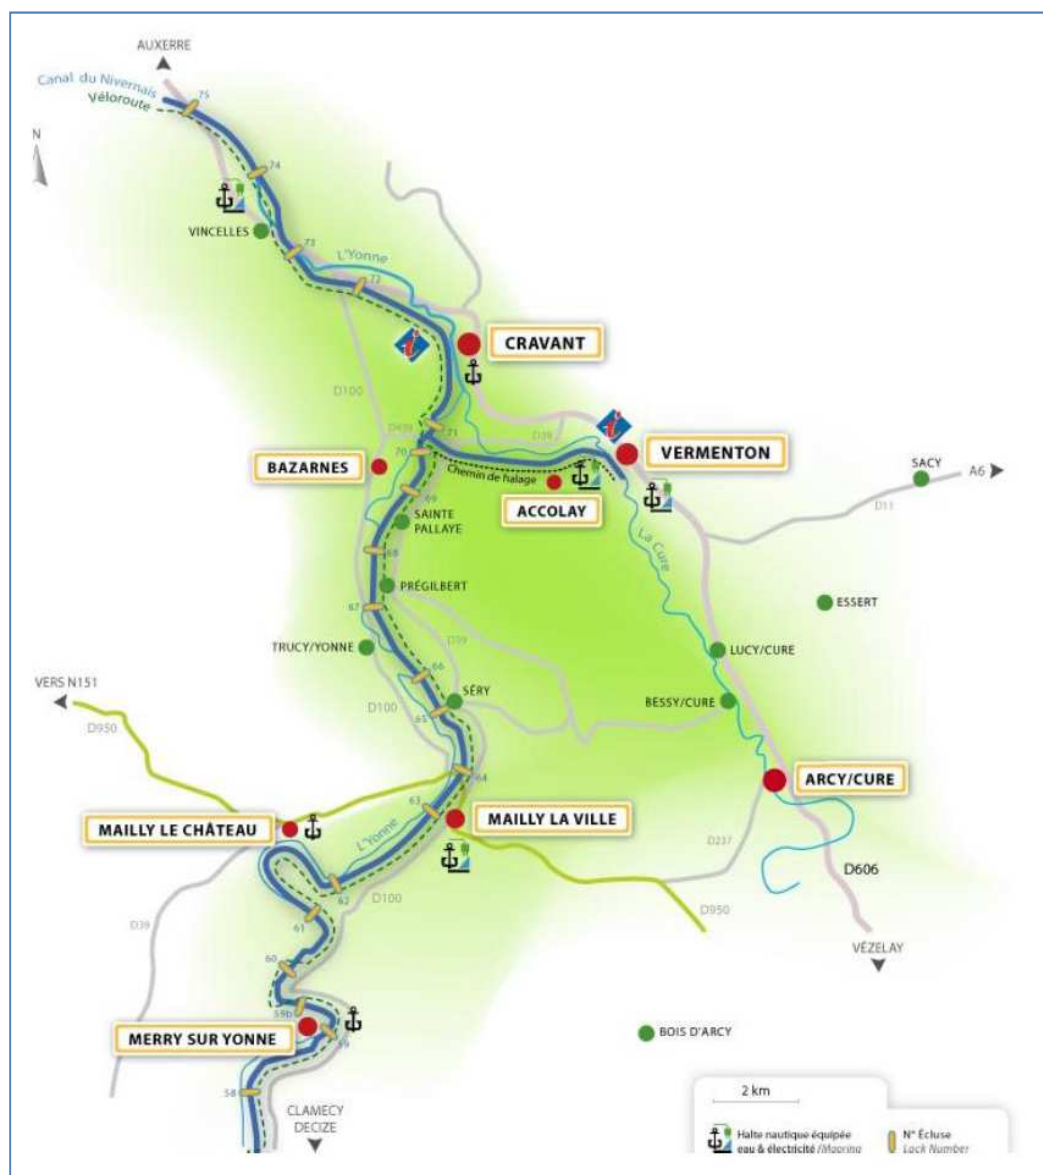 AUXERRE
Canal du Nivernais
Véloroute
75
N
74
VINCELLES
73
L'Yonne
72
CRAVANT
D100
71
D39
VERMENTON
70
BAZARNES
Chemin de halage
SACY
A6
ACCOLAY
69
D11
SAINTE
PALLAYE
La Cure
68
PRÉGILBERT
ESSERT
67
D39
TRUCY/YONNE
LUCY/CURE
66
VERS N151
SÉRY
BESSY/CURE
D100
65
D950
64
ARCY/CURE
63
MAILLY LA VILLE
MAILLY LE CHÂTEAU
L'Yonne
D237
D606
62
D100
D950
61
D39
VÉZELAY
60
59b
MERRY SUR YONNE
59
BOIS D'ARCY
58
2 km
CLAMECY
DECIZE
Halte nautique équipée
eau & électricité /Mooring
N° Écluse
Lock Number